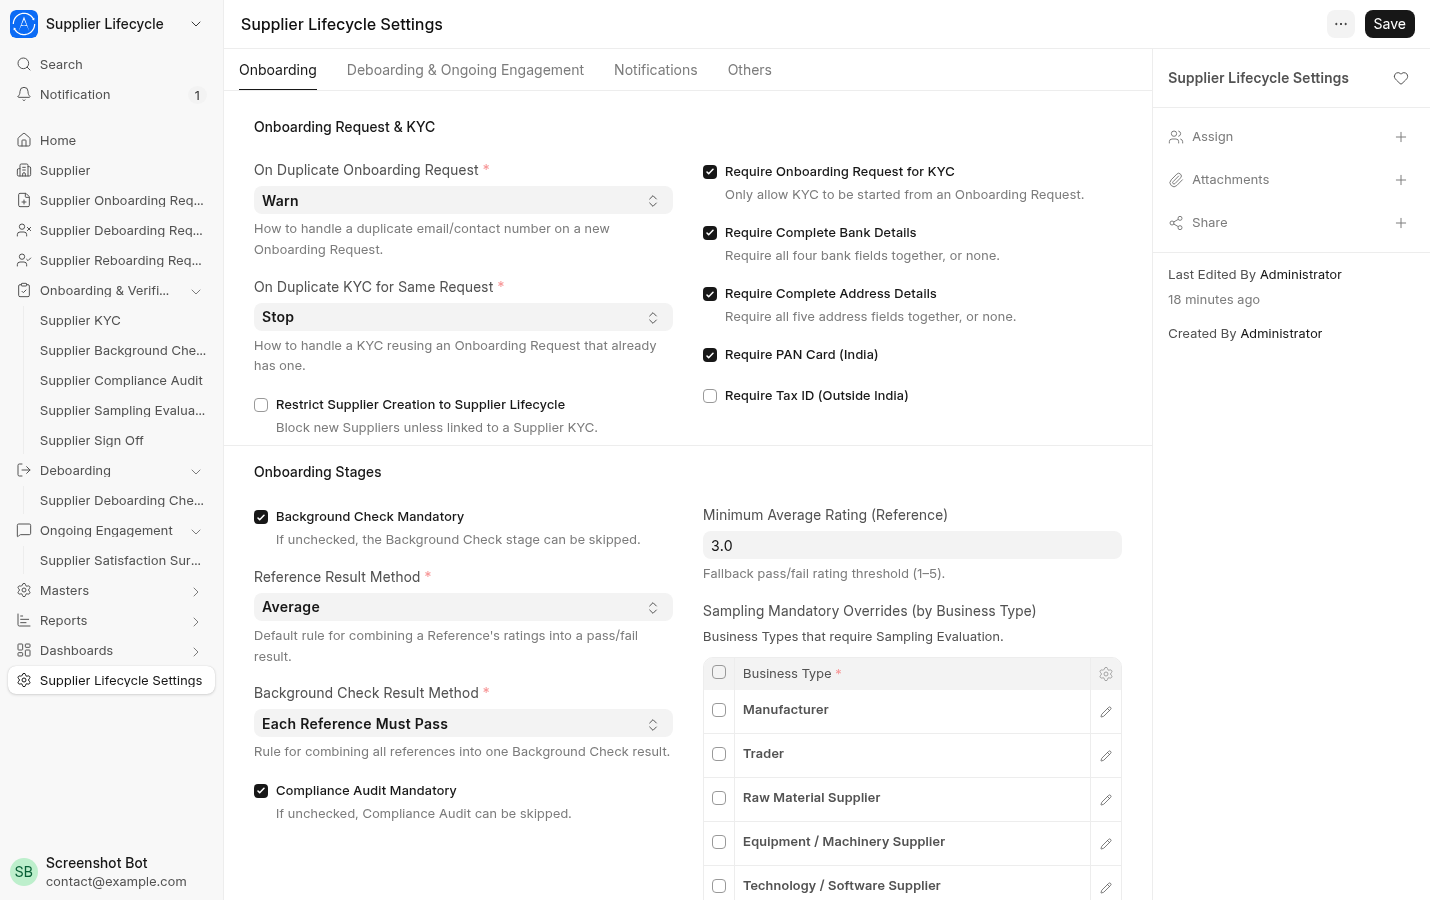 Supplier Lifecycle
Search
Notification
1
Home
Supplier
Supplier Onboarding Req...
Supplier Deboarding Req...
Supplier Reboarding Req...
Onboarding & Verifi...
Supplier KYC
Supplier Background Che...
Supplier Compliance Audit
Supplier Sampling Evalua...
Supplier Sign Off
Deboarding
Supplier Deboarding Che...
Ongoing Engagement
Supplier Satisfaction Sur...
Masters
Reports
Dashboards
Supplier Lifecycle Settings
SB
Screenshot Bot
contact@example.com
Supplier Lifecycle Settings
Save
Onboarding
Deboarding & Ongoing Engagement
Notifications
Others
Onboarding Request & KYC
On Duplicate Onboarding Request *
Warn
How to handle a duplicate email/contact number on a new
Onboarding Request.
On Duplicate KYC for Same Request *
Stop
How to handle a KYC reusing an Onboarding Request that already
has one.
Restrict Supplier Creation to Supplier Lifecycle
Block new Suppliers unless linked to a Supplier KYC.
Require Onboarding Request for KYC
Only allow KYC to be started from an Onboarding Request.
Require Complete Bank Details
Require all four bank fields together, or none.
Require Complete Address Details
Require all five address fields together, or none.
Require PAN Card (India)
Require Tax ID (Outside India)
Onboarding Stages
Background Check Mandatory
If unchecked, the Background Check stage can be skipped.
Reference Result Method *
Average
Default rule for combining a Reference's ratings into a pass/fail
result.
Background Check Result Method *
Each Reference Must Pass
Rule for combining all references into one Background Check result.
Compliance Audit Mandatory
If unchecked, Compliance Audit can be skipped.
Minimum Average Rating (Reference)
3.0
Fallback pass/fail rating threshold (1–5).
Sampling Mandatory Overrides (by Business Type)
Business Types that require Sampling Evaluation.
Business Type *
Manufacturer
Trader
Raw Material Supplier
Equipment / Machinery Supplier
Technology / Software Supplier
Supplier Lifecycle Settings
Assign
Attachments
Share
Last Edited By Administrator
18 minutes ago
Created By Administrator